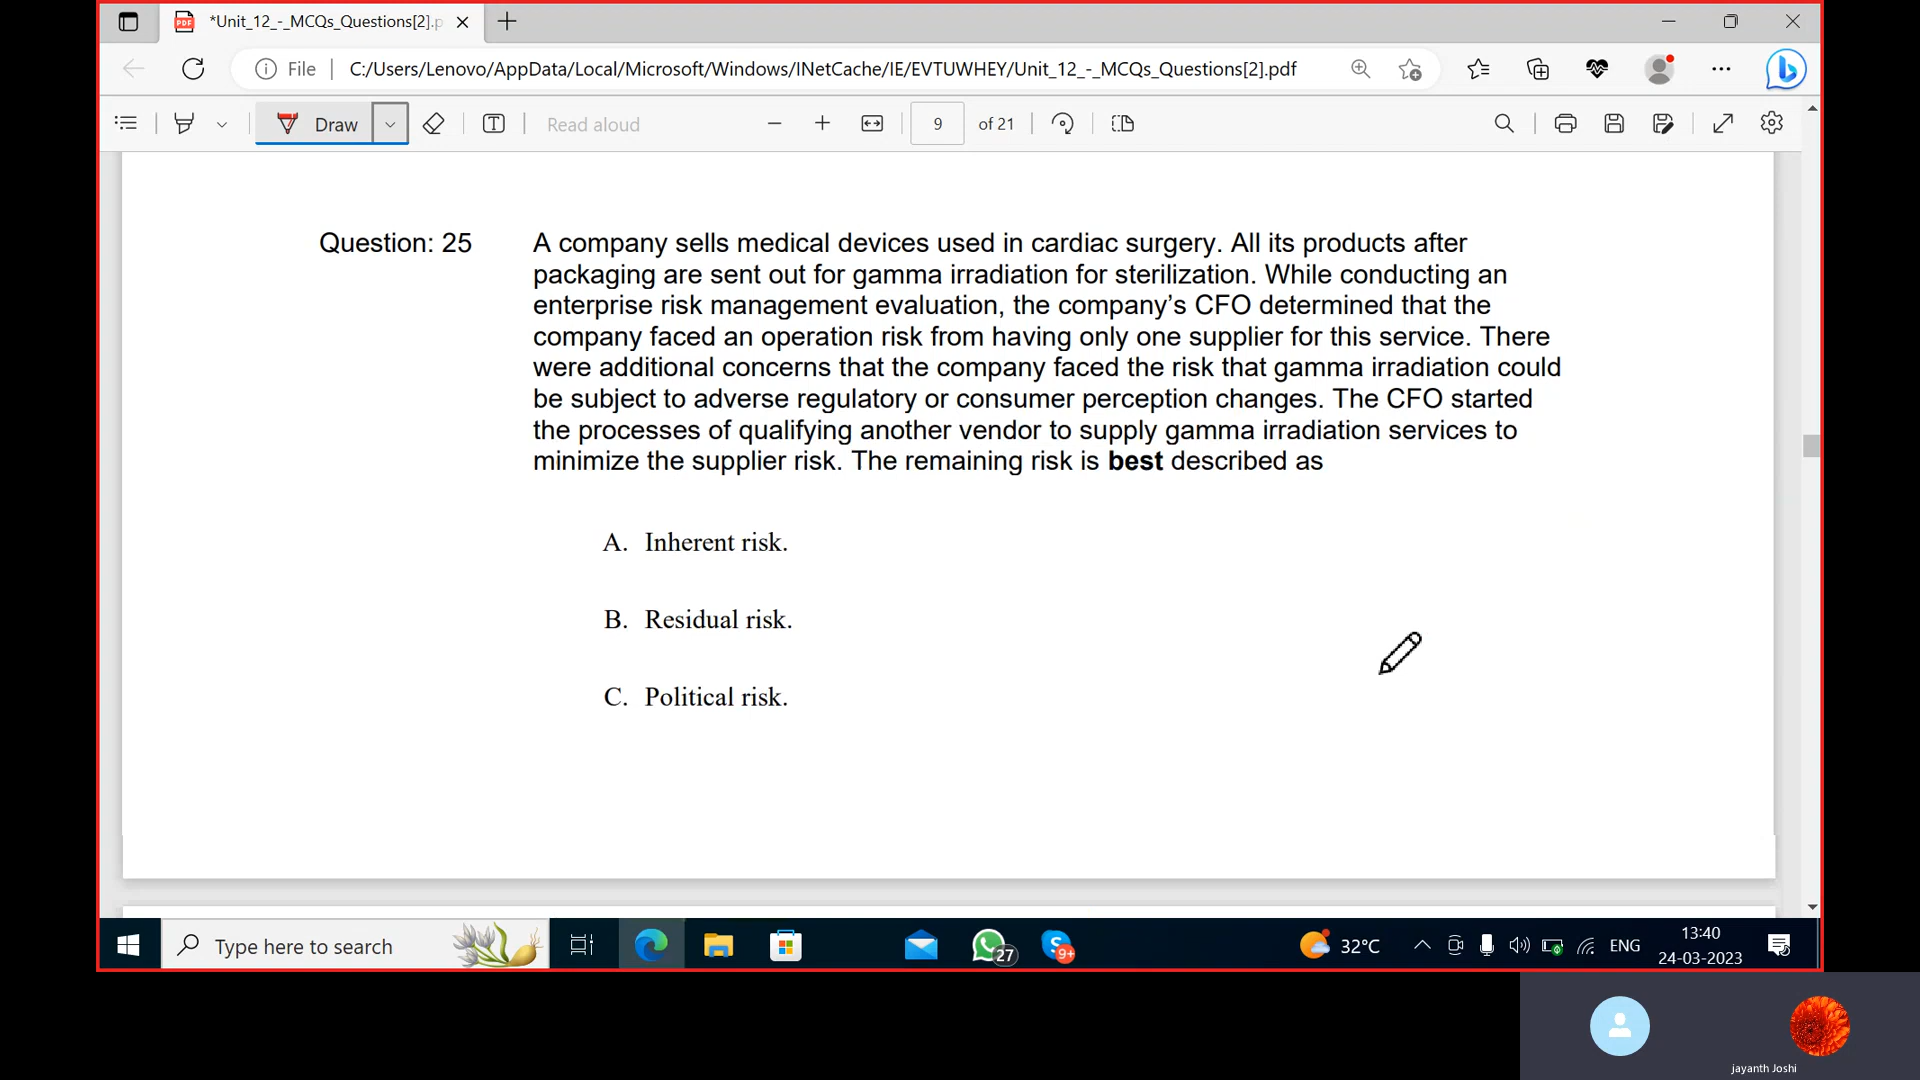 *Unit_12_-_MCQs_Questions[2].p
File
C:/Users/Lenovo/AppData/Local/Microsoft/Windows/INetCache/IE/EVTUWHEY/Unit_12_-_MCQs_Questions[2].pdf
Draw
Read aloud
9 of 21
Question: 25
A company sells medical devices used in cardiac surgery. All its products after
packaging are sent out for gamma irradiation for sterilization. While conducting an
enterprise risk management evaluation, the company's CFO determined that the
company faced an operation risk from having only one supplier for this service. There
were additional concerns that the company faced the risk that gamma irradiation could
be subject to adverse regulatory or consumer perception changes. The CFO started
the processes of qualifying another vendor to supply gamma irradiation services to
minimize the supplier risk. The remaining risk is best described as
A. Inherent risk.
B. Residual risk.
C. Political risk.
Type here to search
27
9+
32°C
ENG
13:40
24-03-2023
jayanth Joshi